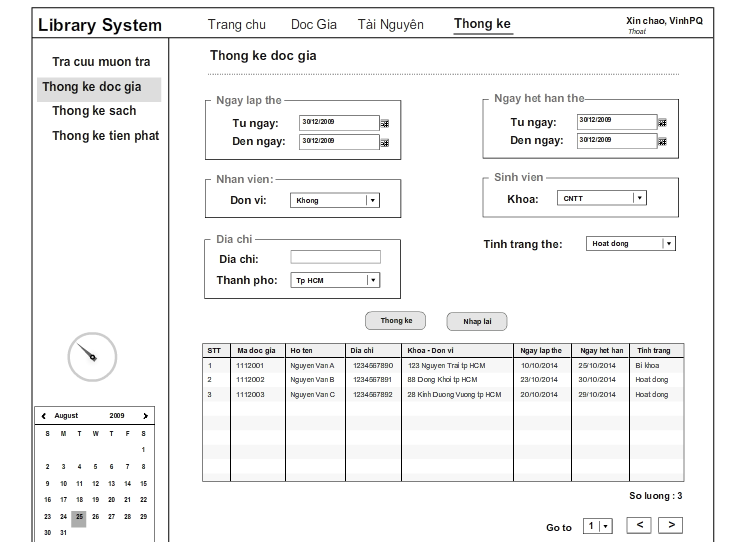 Library System Trang chu Doc Gia Tài Nguyên Thong ke Xin chao, VinhPQ
Thoat
Tra cuu muon tra
Thong ke doc gia
Thong ke sach
Thong ke tien phat
Thong ke doc gia
Ngay lap the
Tu ngay: 30/12/2009
Den ngay: 30/12/2009
Ngay het han the
Tu ngay: 30/12/2009
Den ngay: 30/12/2009
Nhan vien:
Don vi: Khong
Sinh vien
Khoa: CNTT
Dia chi
Dia chi:
Thanh pho: Tp HCM
Tinh trang the: Hoat dong
Thong ke Nhap lai
STT Ma doc gia Ho ten Dia chi Khoa - Don vi Ngay lap the Ngay het han Tinh trang
1 1112001 Nguyen Van A 1234567890 123 Nguyen Trai tp HCM 10/10/2014 25/10/2014 Bi khoa
2 1112002 Nguyen Van B 1234567891 88 Dong Khoi tp HCM 23/10/2014 30/10/2014 Hoat dong
3 1112003 Nguyen Van C 1234567892 28 Kinh Duong Vuong tp HCM 20/10/2014 29/10/2014 Hoat dong
So luong : 3
Go to 1 < >
August 2009
S M T W T F S
1
2 3 4 5 6 7 8
9 10 11 12 13 14 15
16 17 18 19 20 21 22
23 24 25 26 27 28 29
30 31